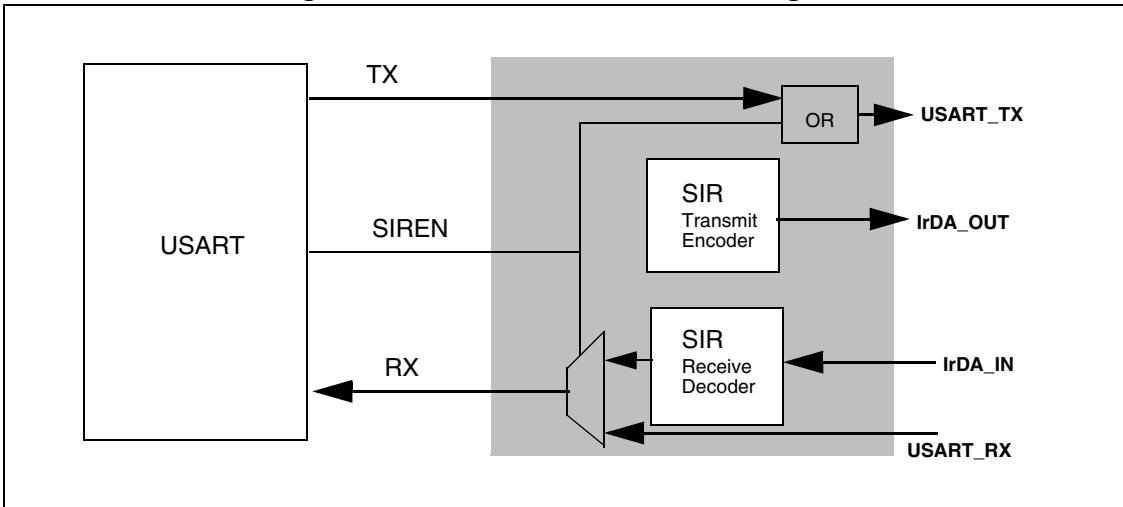 TX
OR
USART_TX
SIR
Transmit
Encoder
IrDA_OUT
SIREN
USART
SIR
Receive
Decoder
IrDA_IN
RX
USART_RX